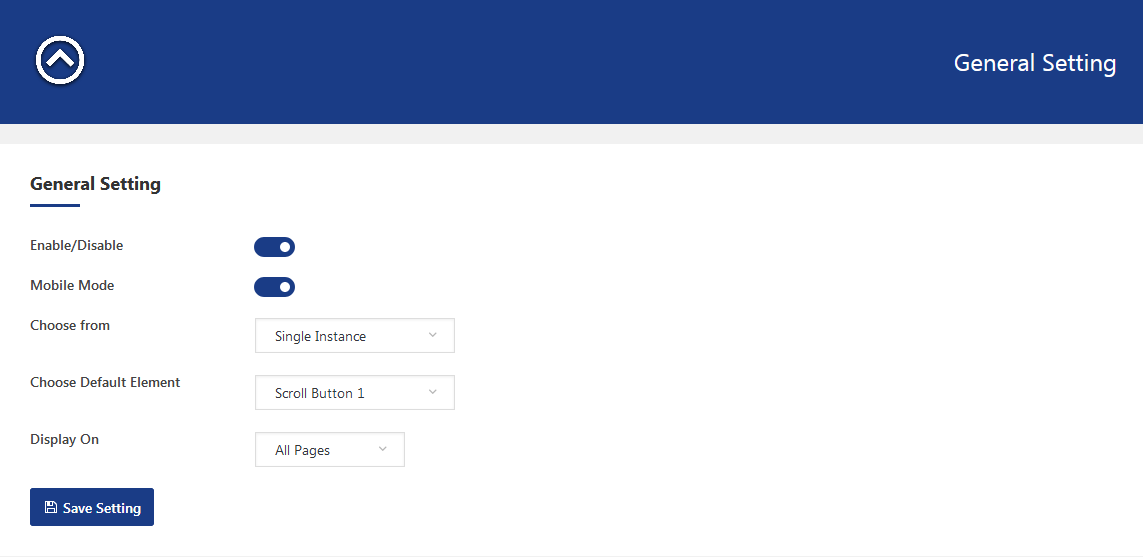 General Setting
General Setting
Enable/Disable
Mobile Mode
Choose from
Single Instance
Choose Default Element
Scroll Button 1
Display On
All Pages
Save Setting